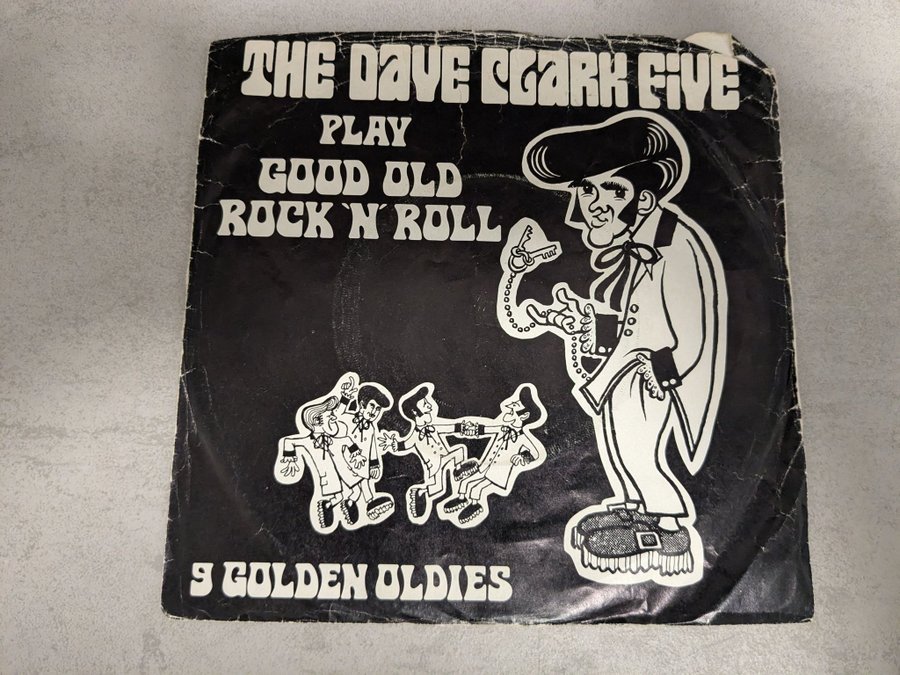 THE DAVE CLARK FIVE
PLAY
GOOD OLD
ROCK 'N' ROLL
9 GOLDEN OLDIES